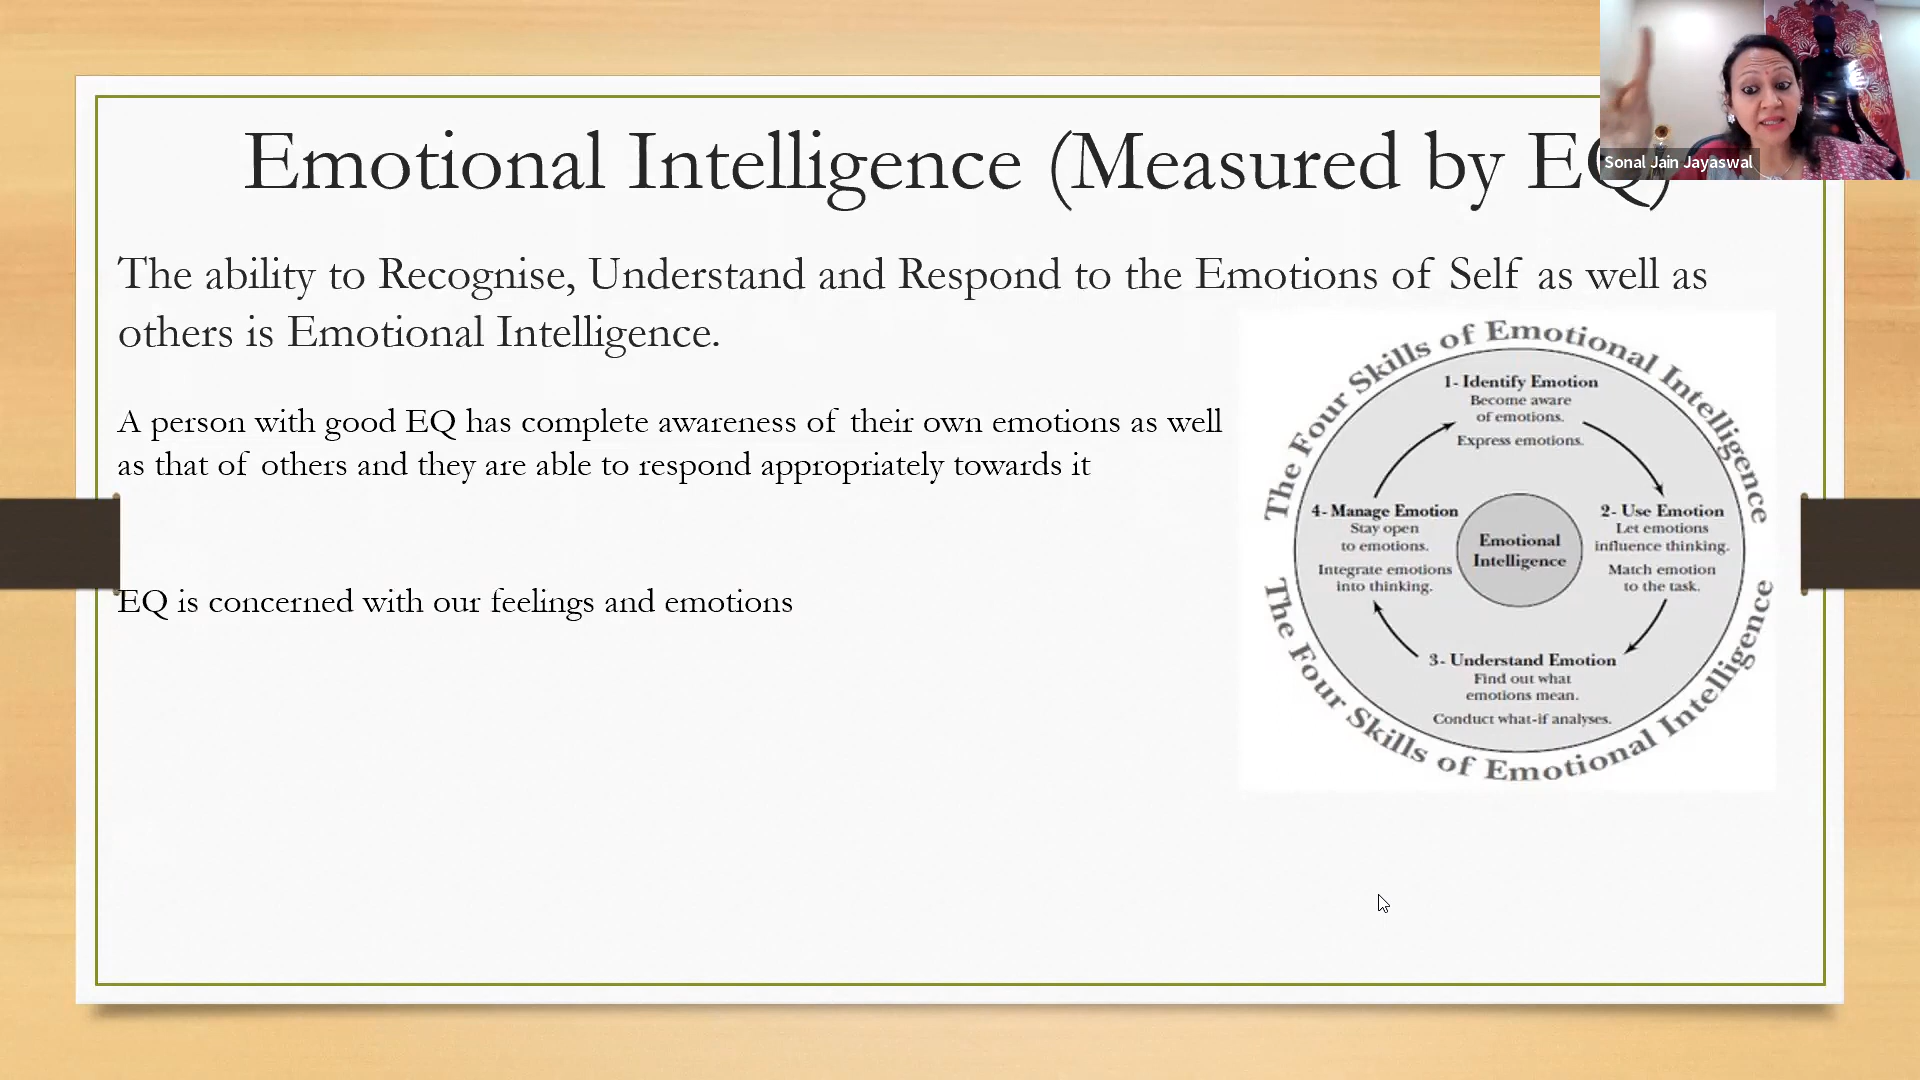 Emotional Intelligence (Measured by EQ)
Sonal Jain Jayaswal
The ability to Recognise, Understand and Respond to the Emotions of Self as well as
others is Emotional Intelligence.
A person with good EQ has complete awareness of their own emotions as well
as that of others and they are able to respond appropriately towards it
EQ is concerned with our feelings and emotions
The Four Skills of Emotional Intelligence
1- Identify Emotion
Become aware
of emotions.
Express emotions.
2- Use Emotion
Let emotions
influence thinking.
Match emotion
to the task.
3- Understand Emotion
Find out what
emotions mean.
Conduct what-if analyses.
4- Manage Emotion
Stay open
to emotions.
Integrate emotions
into thinking.
Emotional
Intelligence
The Four Skills of Emotional Intelligence